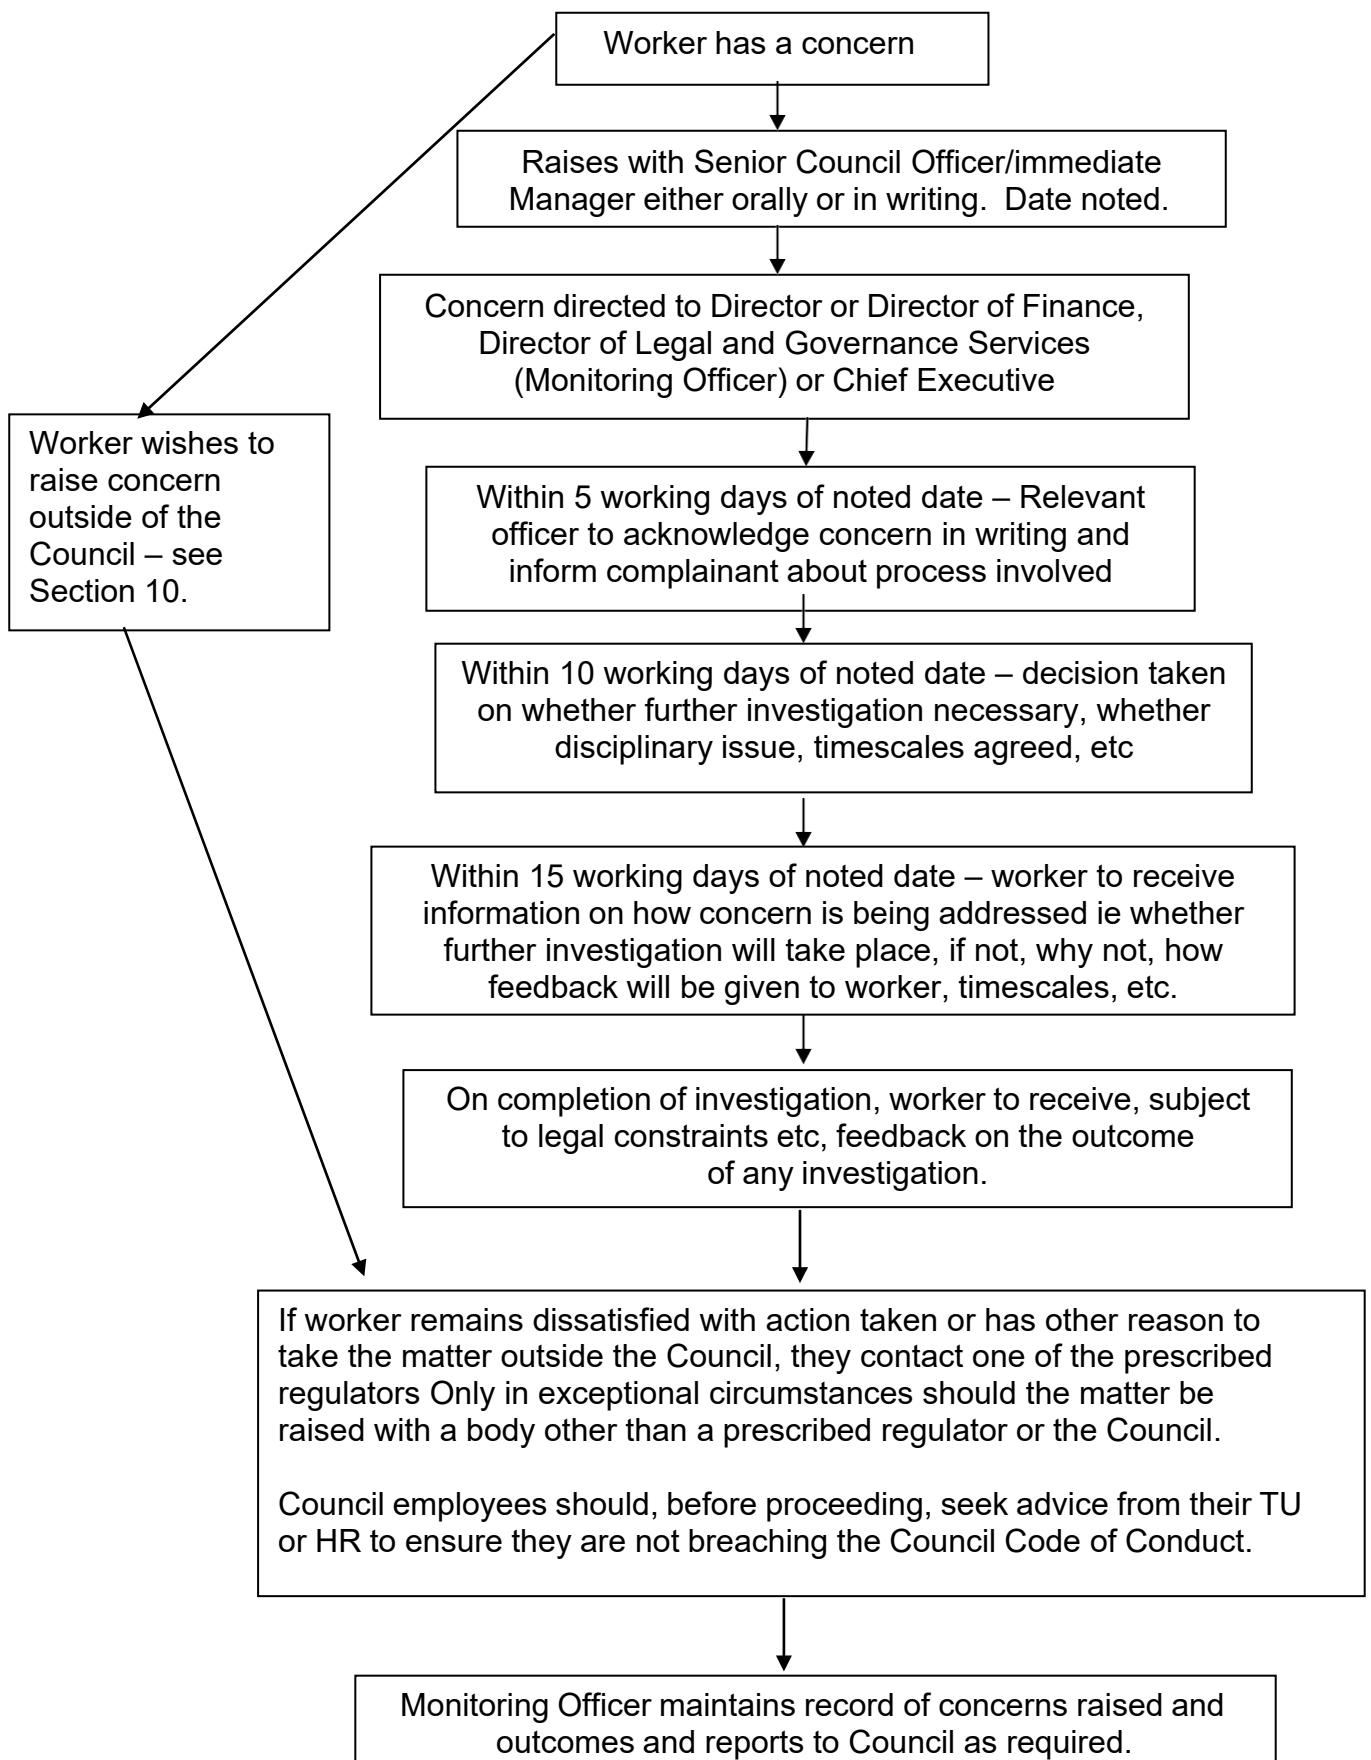 Worker has a concern
Raises with Senior Council Officer/immediate
Manager either orally or in writing.  Date noted.
Concern directed to Director or Director of Finance,
Director of Legal and Governance Services
(Monitoring Officer) or Chief Executive
Worker wishes to
raise concern
outside of the
Council – see
Section 10.
Within 5 working days of noted date – Relevant
officer to acknowledge concern in writing and
inform complainant about process involved
Within 10 working days of noted date – decision taken
on whether further investigation necessary, whether
disciplinary issue, timescales agreed, etc
Within 15 working days of noted date – worker to receive
information on how concern is being addressed ie whether
further investigation will take place, if not, why not, how
feedback will be given to worker, timescales, etc.
On completion of investigation, worker to receive, subject
to legal constraints etc, feedback on the outcome
of any investigation.
If worker remains dissatisfied with action taken or has other reason to
take the matter outside the Council, they contact one of the prescribed
regulators Only in exceptional circumstances should the matter be
raised with a body other than a prescribed regulator or the Council.
Council employees should, before proceeding, seek advice from their TU
or HR to ensure they are not breaching the Council Code of Conduct.
Monitoring Officer maintains record of concerns raised and
outcomes and reports to Council as required.